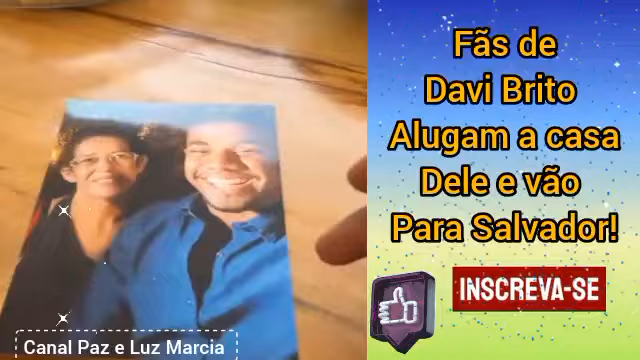 Fãs de
Davi Brito
Alugam a casa
Dele e vão
Para Salvador!
INSCREVA-SE
Canal Paz e Luz Marcia